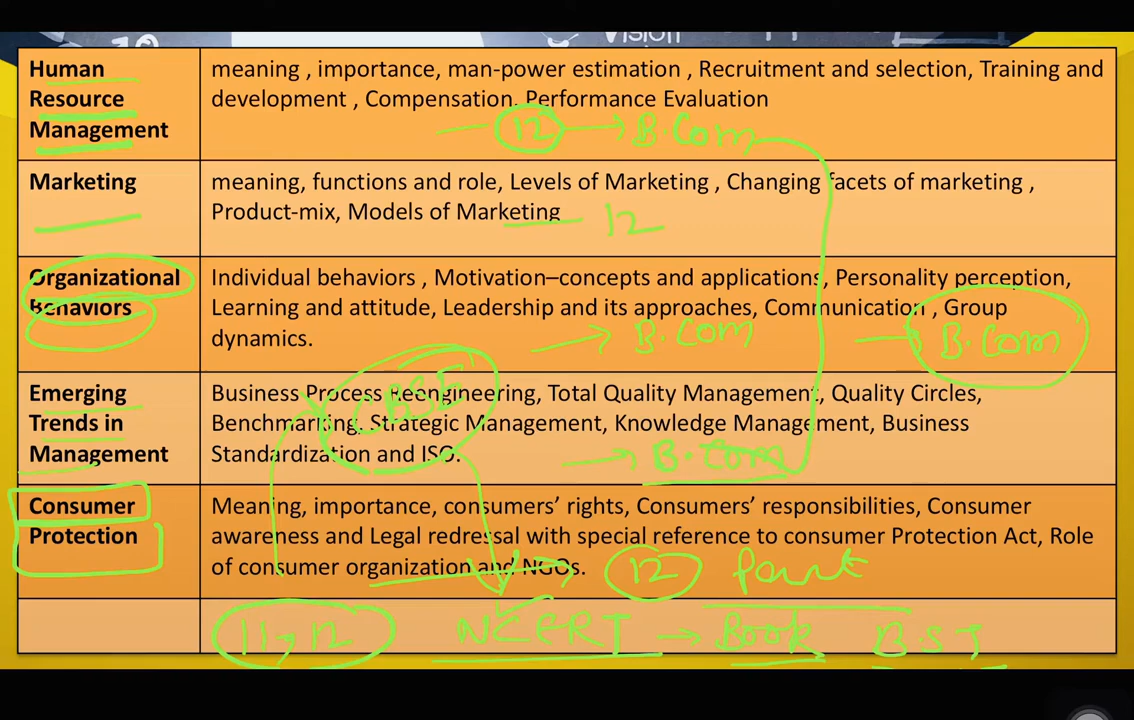 Vision
Human
Resource
Management
meaning , importance, man-power estimation , Recruitment and selection, Training and
development , Compensation, Performance Evaluation
12 B.Com
Marketing
meaning, functions and role, Levels of Marketing , Changing facets of marketing ,
Product-mix, Models of Marketing
12
Organizational
Behaviors
Individual behaviors , Motivation–concepts and applications, Personality perception,
Learning and attitude, Leadership and its approaches, Communication , Group
dynamics.
B.Com B.Com
Emerging
Trends in
Management
Business Process Reengineering, Total Quality Management, Quality Circles,
Benchmarking, Strategic Management, Knowledge Management, Business
Standardization and ISO.
CBSE
B.Com
Consumer
Protection
Meaning, importance, consumers’ rights, Consumers’ responsibilities, Consumer
awareness and Legal redressal with special reference to consumer Protection Act, Role
of consumer organization and NGOs.
12
11, 12 NCERT Book B.ST